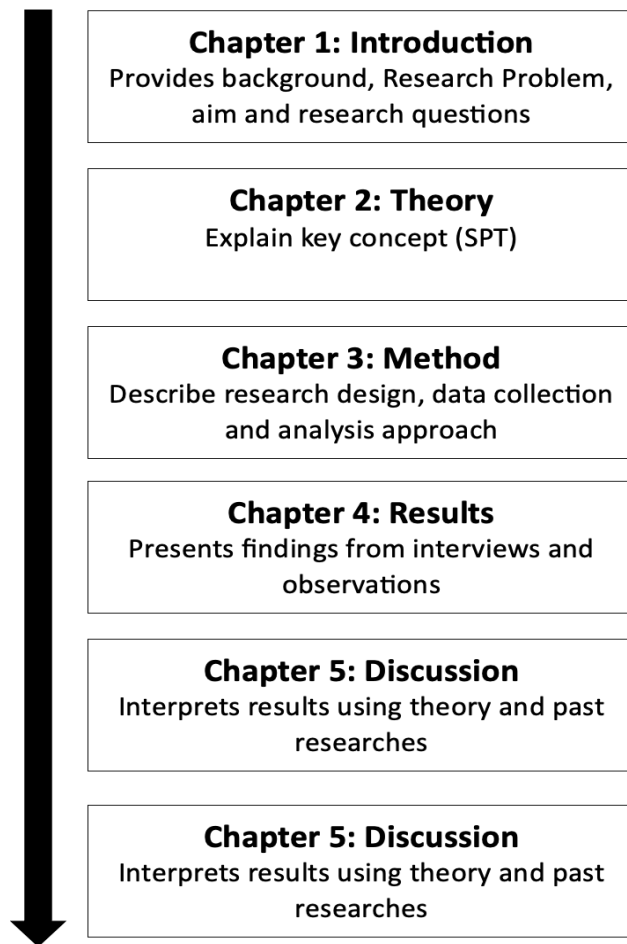 Chapter 1: Introduction
Provides background, Research Problem,
aim and research questions
Chapter 2: Theory
Explain key concept (SPT)
Chapter 3: Method
Describe research design, data collection
and analysis approach
Chapter 4: Results
Presents findings from interviews and
observations
Chapter 5: Discussion
Interprets results using theory and past
researches
Chapter 5: Discussion
Interprets results using theory and past
researches